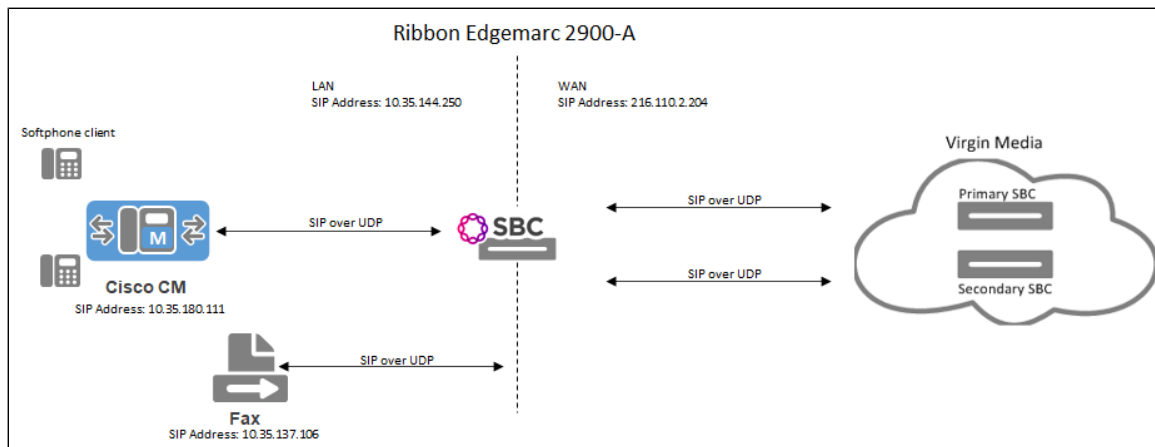 Ribbon Edgemarc 2900-A
LAN
SIP Address: 10.35.144.250
WAN
SIP Address: 216.110.2.204
Softphone client
Virgin Media
Primary SBC
SIP over UDP
SIP over UDP
SBC
M
SIP over UDP
Secondary SBC
Cisco CM
SIP Address: 10.35.180.111
SIP over UDP
Fax
SIP Address: 10.35.137.106